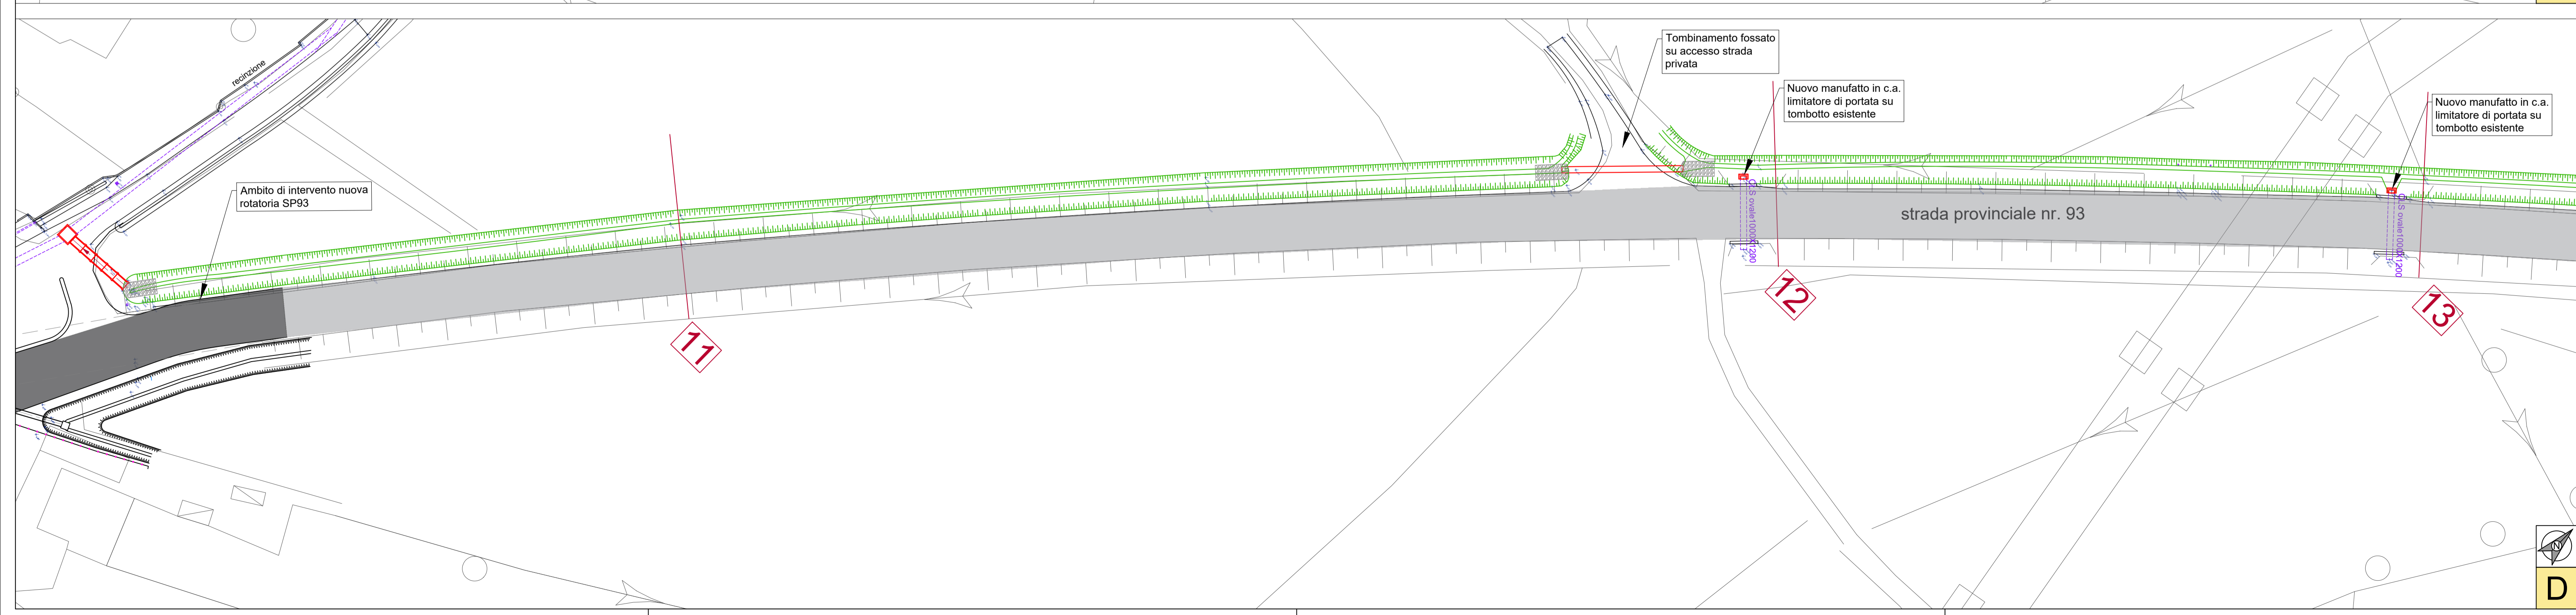 recinzione
Ambito di intervento nuova
rotatoria SP93
Tombinamento fossato
su accesso strada
privata
Nuovo manufatto in c.a.
limitatore di portata su
tombotto esistente
Nuovo manufatto in c.a.
limitatore di portata su
tombotto esistente
strada provinciale nr. 93
11
12
13
N
D